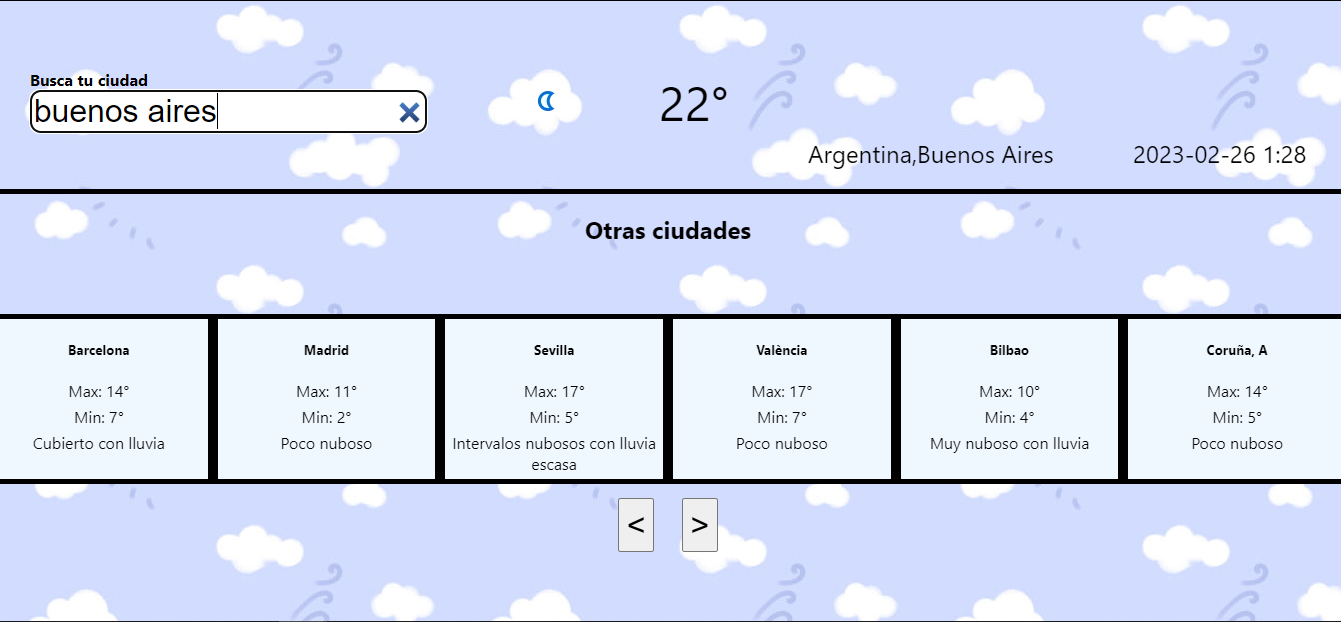 Busca tu ciudad
buenos aires
22°
Argentina,Buenos Aires
2023-02-26 1:28
Otras ciudades
Barcelona
Max: 14°
Min: 7°
Cubierto con lluvia
Madrid
Max: 11°
Min: 2°
Poco nuboso
Sevilla
Max: 17°
Min: 5°
Intervalos nubosos con lluvia
escasa
València
Max: 17°
Min: 7°
Poco nuboso
Bilbao
Max: 10°
Min: 4°
Muy nuboso con lluvia
Coruña, A
Max: 14°
Min: 5°
Poco nuboso
< >